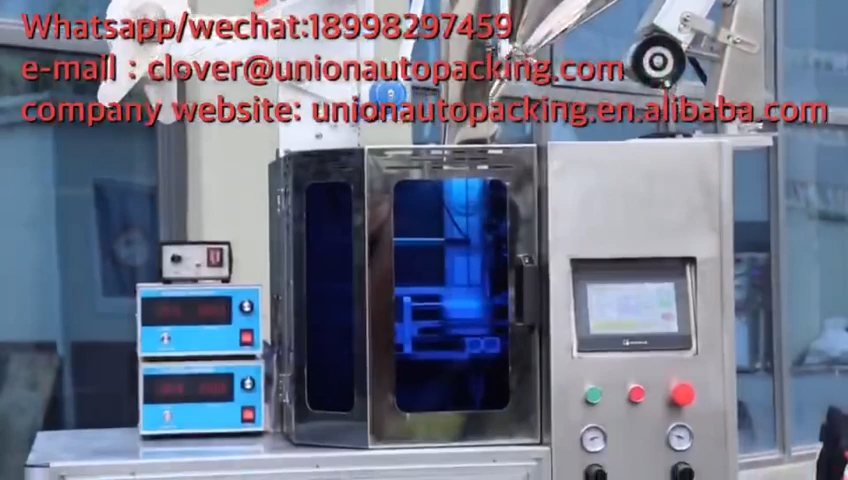 Whatsapp/wechat:18998297459
e-mail : clover@unionautopacking.com
company website: unionautopacking.en.alibaba.com